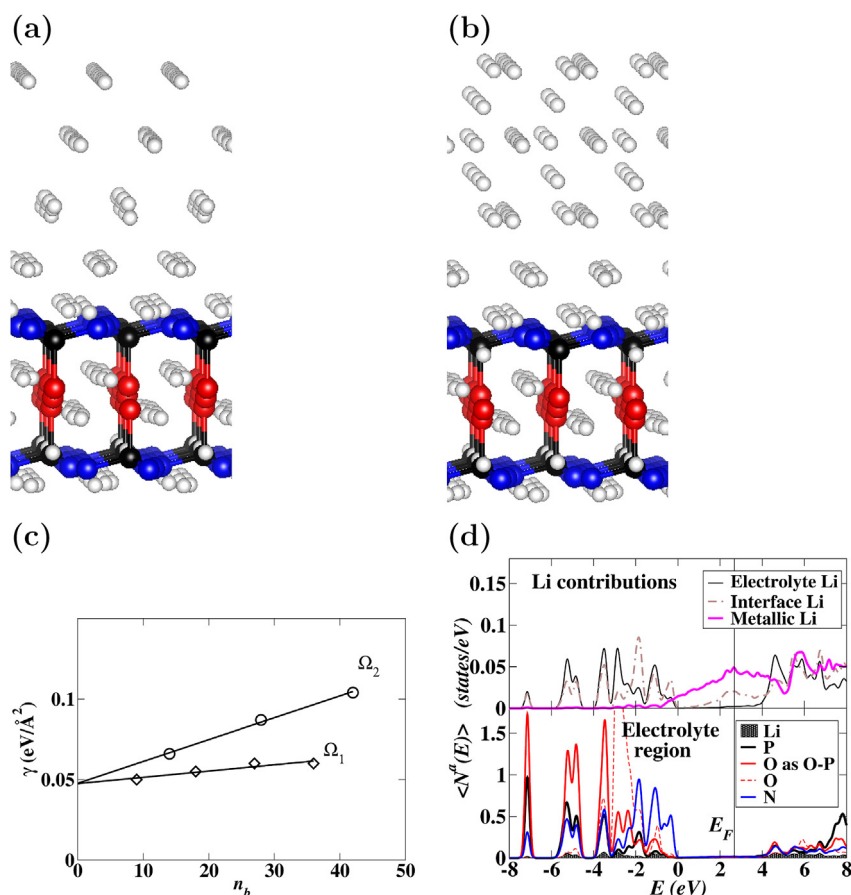 (a)
(b)
(c)
γ (eV/Å²)
0.1
0.05
0
0 10 20 30 40 50
n_b
Ω₂
Ω₁
(d)
Li contributions
Electrolyte Li
Interface Li
Metallic Li
0.15
0.1
0.05
0
<Nᵃ(E)> (states/eV)
Electrolyte
region
Li
P
O as O-P
O
N
1.5
1
0.5
0
E_F
-8 -6 -4 -2 0 2 4 6 8
E (eV)